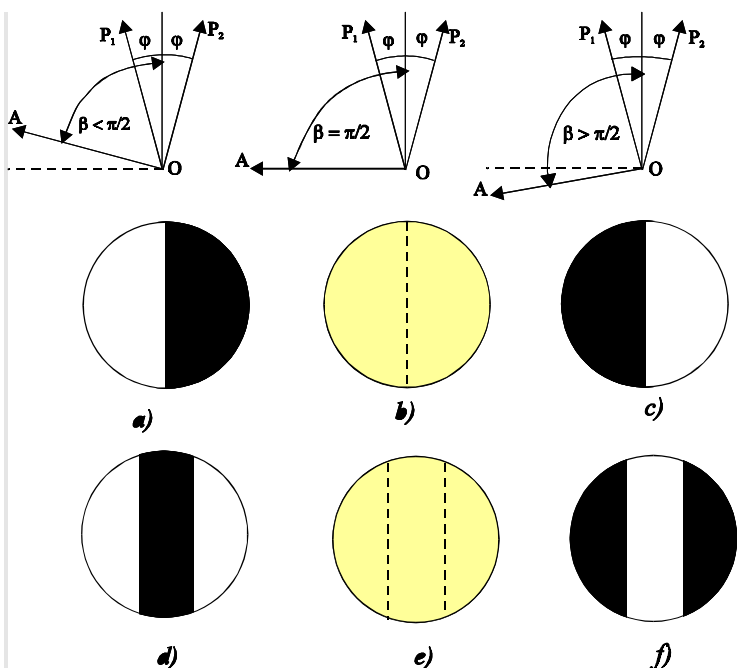 P₁ φ φ P₂
A
β < π/2
O
P₁ φ φ P₂
β = π/2
A
O
P₁ φ φ P₂
β > π/2
O
A
a)
b)
c)
d)
e)
f)